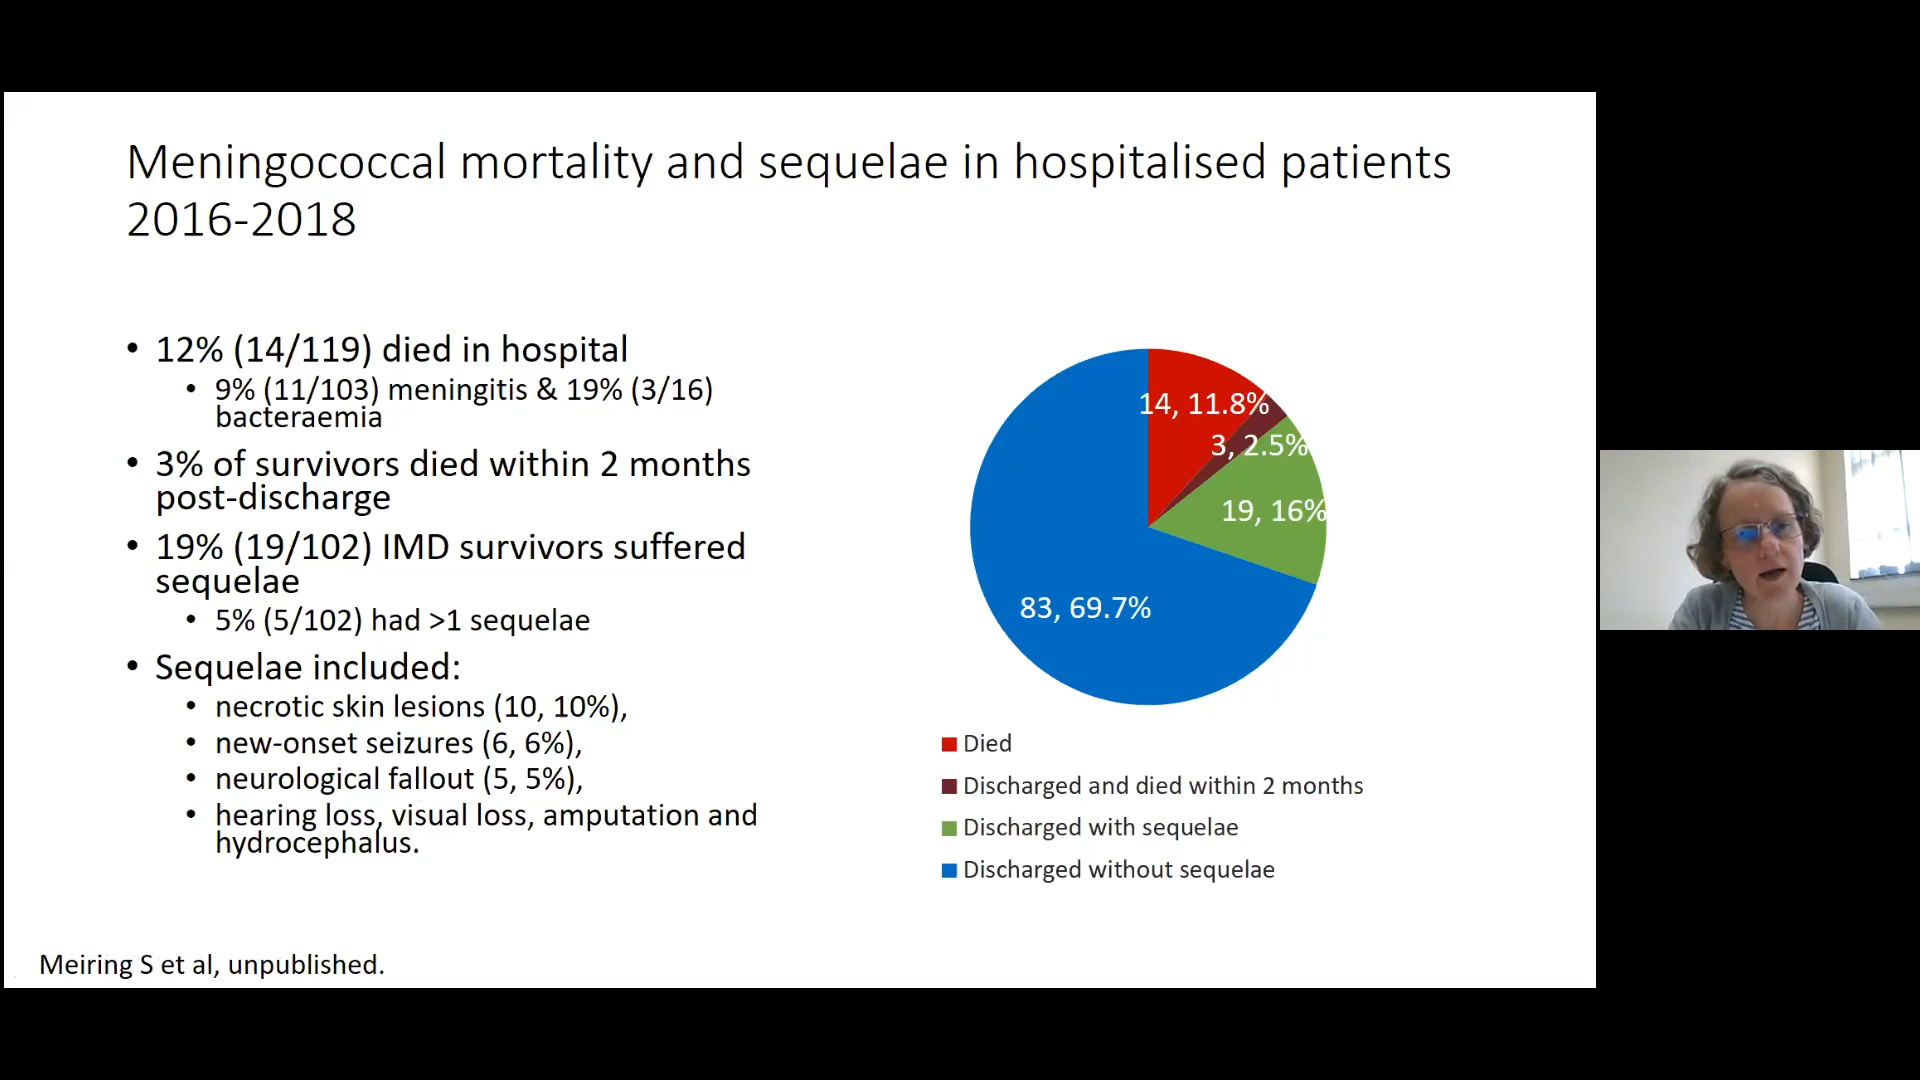 Meningococcal mortality and sequelae in hospitalised patients
2016-2018
• 12% (14/119) died in hospital
• 9% (11/103) meningitis & 19% (3/16)
bacteraemia
• 3% of survivors died within 2 months
post-discharge
• 19% (19/102) IMD survivors suffered
sequelae
• 5% (5/102) had >1 sequelae
• Sequelae included:
• necrotic skin lesions (10, 10%),
• new-onset seizures (6, 6%),
• neurological fallout (5, 5%),
• hearing loss, visual loss, amputation and
hydrocephalus.
14, 11.8%
3, 2.5%
19, 16%
83, 69.7%
Died
Discharged and died within 2 months
Discharged with sequelae
Discharged without sequelae
Meiring S et al, unpublished.